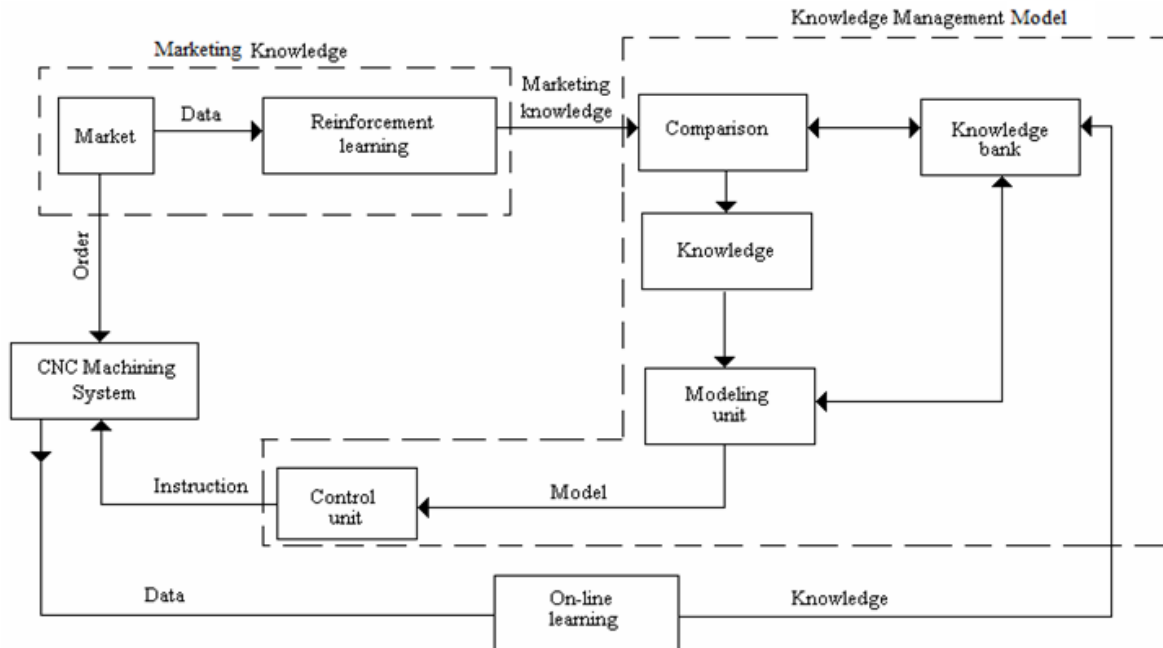 Knowledge Management Model
Marketing Knowledge
Marketing
knowledge
Market
Data
Reinforcement
learning
Comparison
Knowledge
bank
Order
Knowledge
CNC Machining
System
Modeling
unit
Instruction
Control
unit
Model
Data
On-line
learning
Knowledge